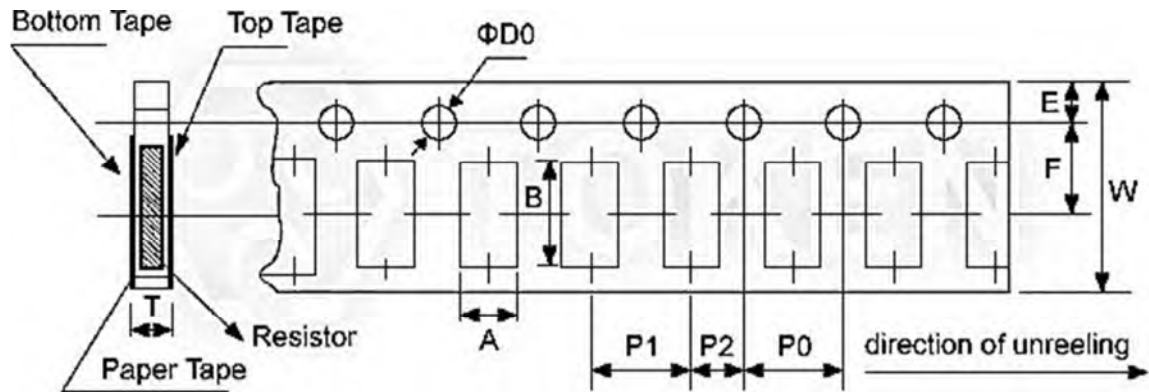 Bottom Tape
Top Tape
ΦD0
E
F
W
B
T
A
Resistor
Paper Tape
P1
P2
P0
direction of unreeling